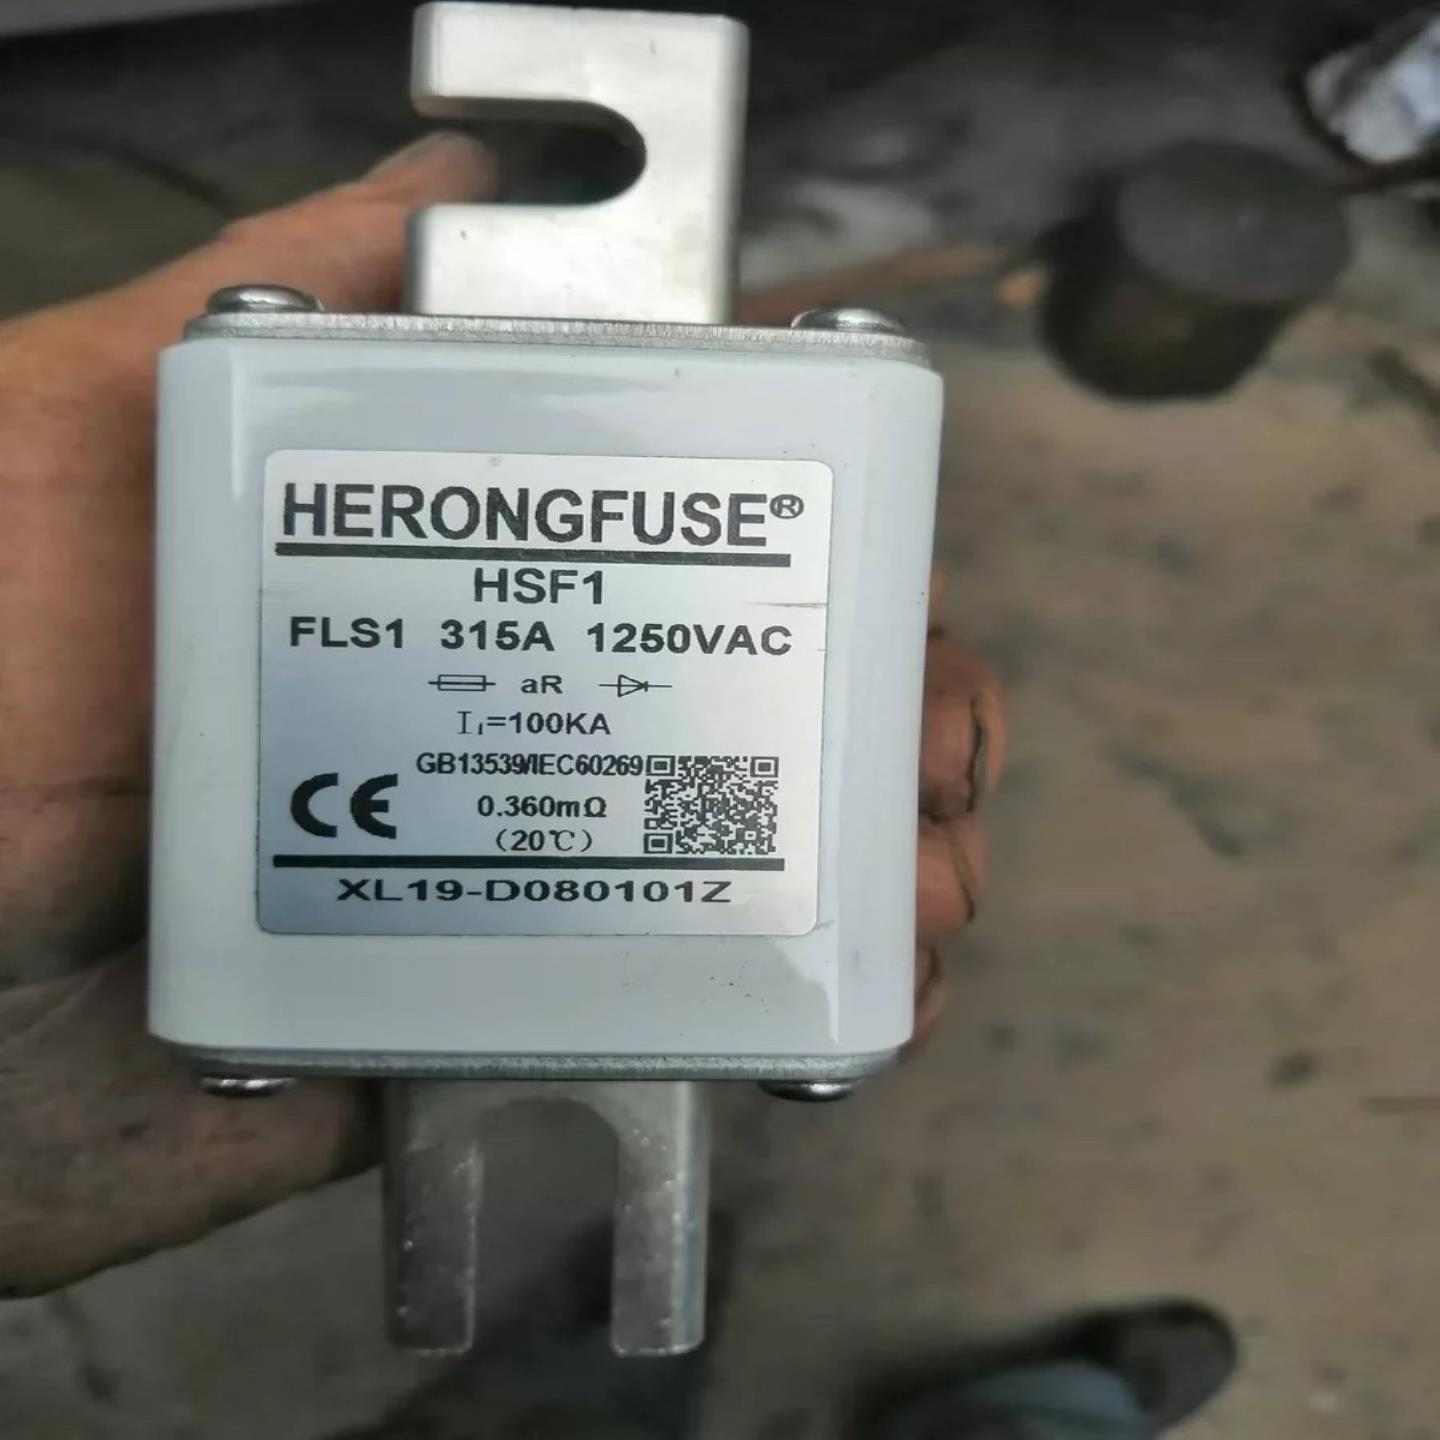 HERONGFUSE®
HSF1
FLS1 315A 1250VAC
aR
I₁=100KA
GB13539/IEC60269
CE 0.360mΩ
(20℃)
XL19-D080101Z